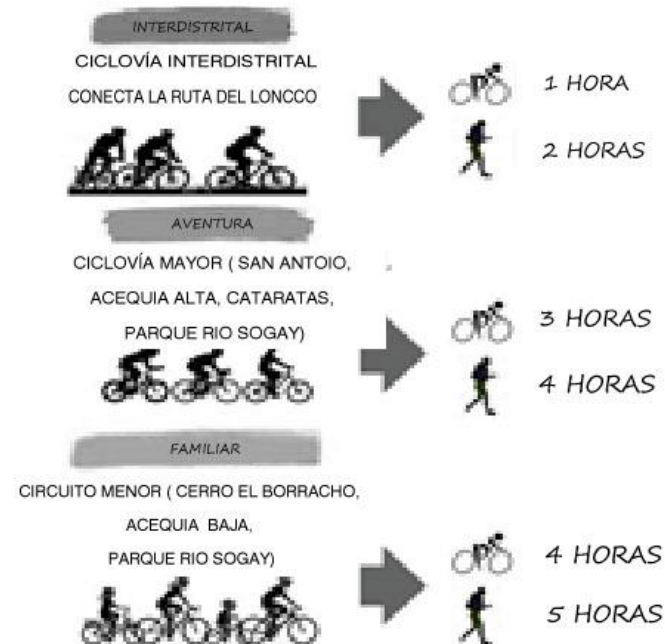 INTERDISTRITAL
CICLOVÍA INTERDISTRITAL
CONECTA LA RUTA DEL LONCCO
1 HORA
2 HORAS
AVENTURA
CICLOVÍA MAYOR ( SAN ANTOIO,
ACEQUIA ALTA, CATARATAS,
PARQUE RIO SOGAY)
3 HORAS
4 HORAS
FAMILIAR
CIRCUITO MENOR ( CERRO EL BORRACHO,
ACEQUIA BAJA,
PARQUE RIO SOGAY)
4 HORAS
5 HORAS